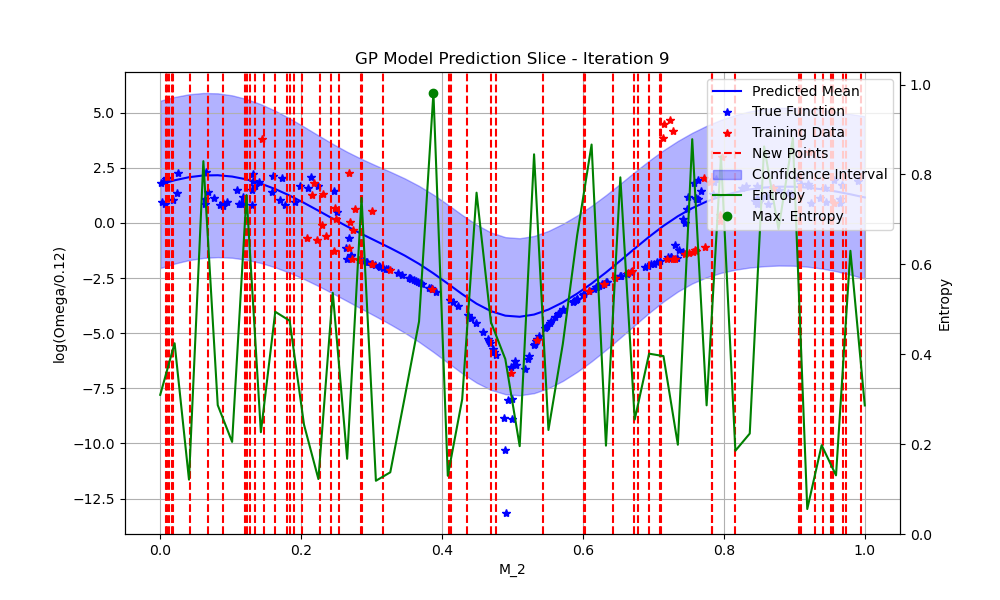 GP Model Prediction Slice - Iteration 9
Predicted Mean
True Function
Training Data
New Points
Confidence Interval
Entropy
Max. Entropy
log(Omega/0.12)
5.0
2.5
0.0
−2.5
−5.0
−7.5
−10.0
−12.5
1.0
0.8
0.6
0.4
0.2
0.0
Entropy
0.0
0.2
0.4
0.6
0.8
1.0
M_2